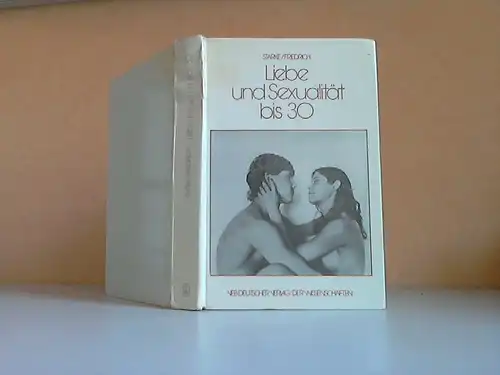 STARKE/FRIEDRICH
Liebe
und Sexualität
bis 30
VEB DEUTSCHER VERLAG DER WISSENSCHAFTEN